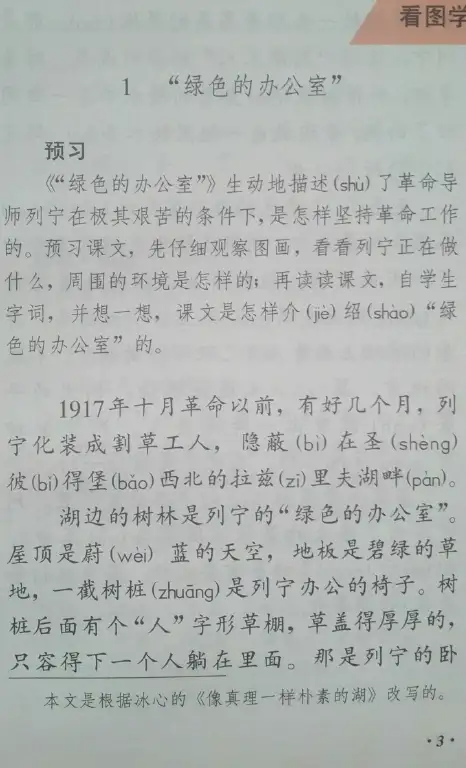 看图学
1 “绿色的办公室”
预习
《“绿色的办公室”》生动地描述(shù)了革命导
师列宁在极其艰苦的条件下,是怎样坚持革命工作
的。预习课文，先仔细观察图画，看看列宁正在做
什么，周围的环境是怎样的；再读读课文，自学生
字词，并想一想，课文是怎样介(jiè)绍(shào)“绿
色的办公室”的。
1917年十月革命以前，有好几个月，列
宁化装成割草工人，隐蔽(bì)在圣(shèng)
彼(bǐ)得堡(bǎo)西北的拉兹(zī)里夫湖畔(pàn)。
湖边的树林是列宁的“绿色的办公室”。
屋顶是蔚(wèi)蓝的天空，地板是碧绿的草
地，一截树桩(zhuāng)是列宁办公的椅子。树
桩后面有个“人”字形草棚，草盖得厚厚的，
只容得下一个人躺在里面。那是列宁的卧
本文是根据冰心的《像真理一样朴素的湖》改写的。
·3·